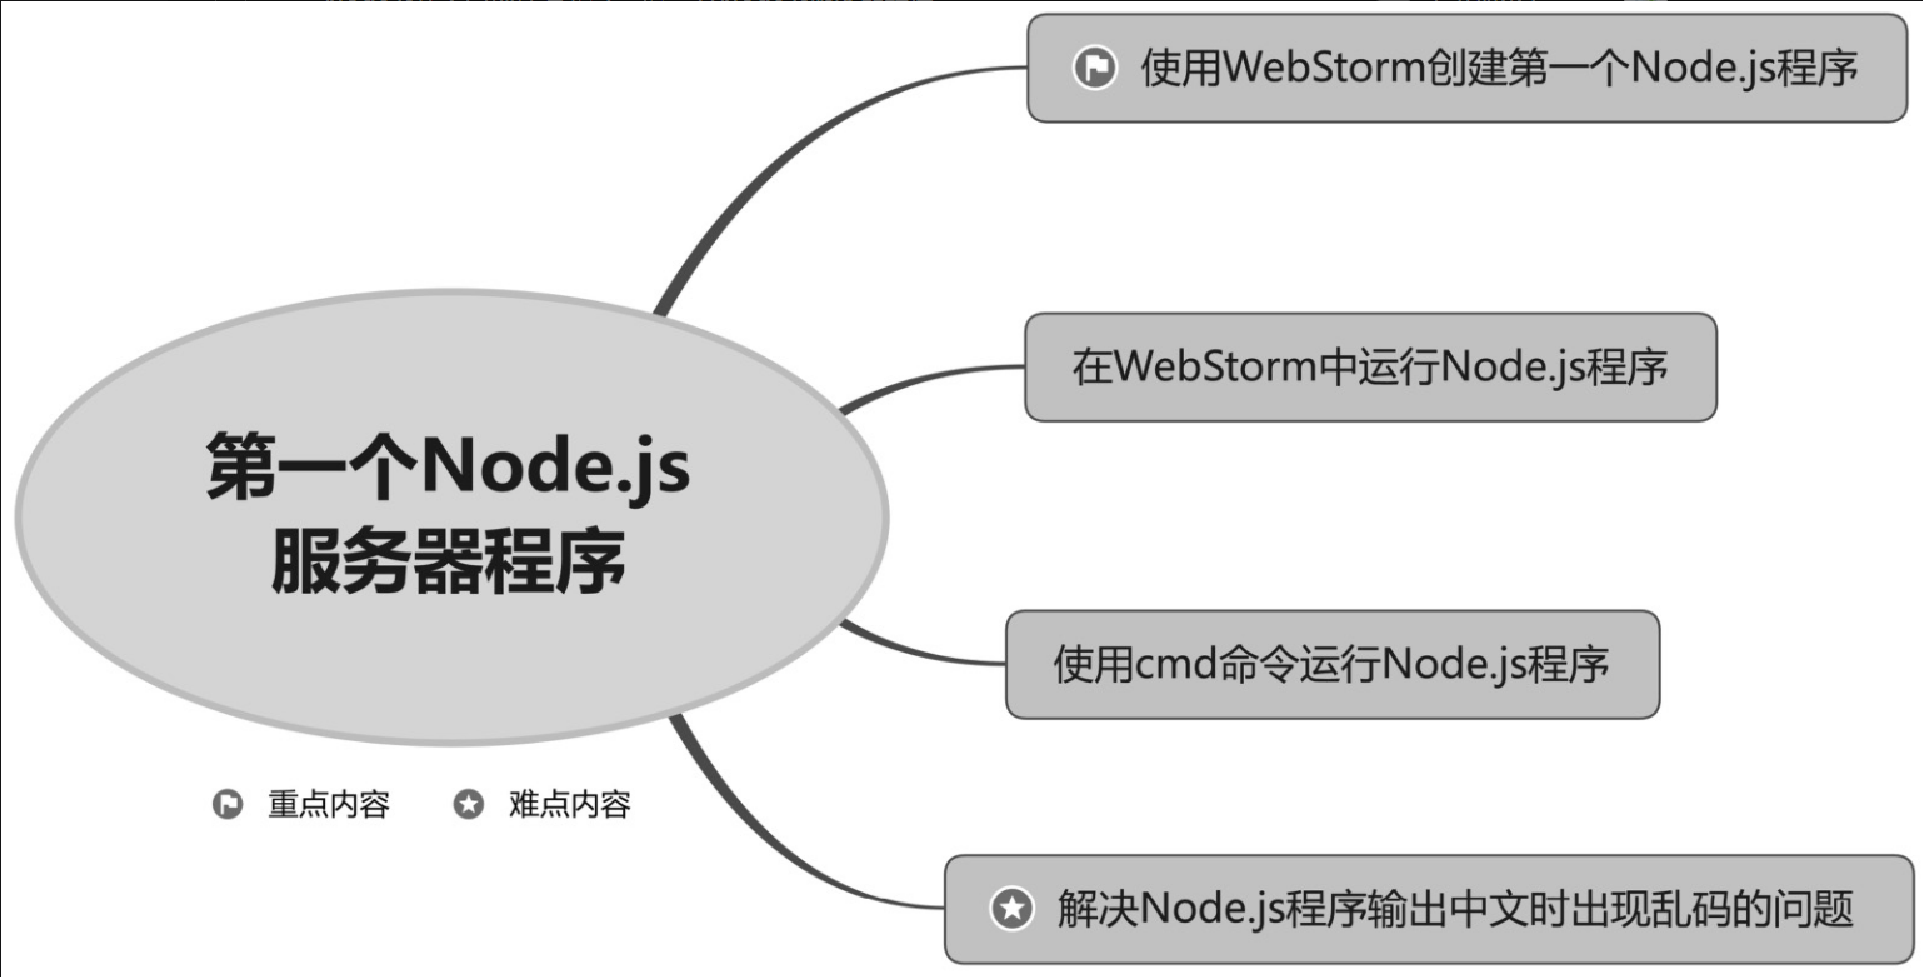 使用WebStorm创建第一个Node.js程序
在WebStorm中运行Node.js程序
第一个Node.js
服务器程序
使用cmd命令运行Node.js程序
重点内容
难点内容
解决Node.js程序输出中文时出现乱码的问题